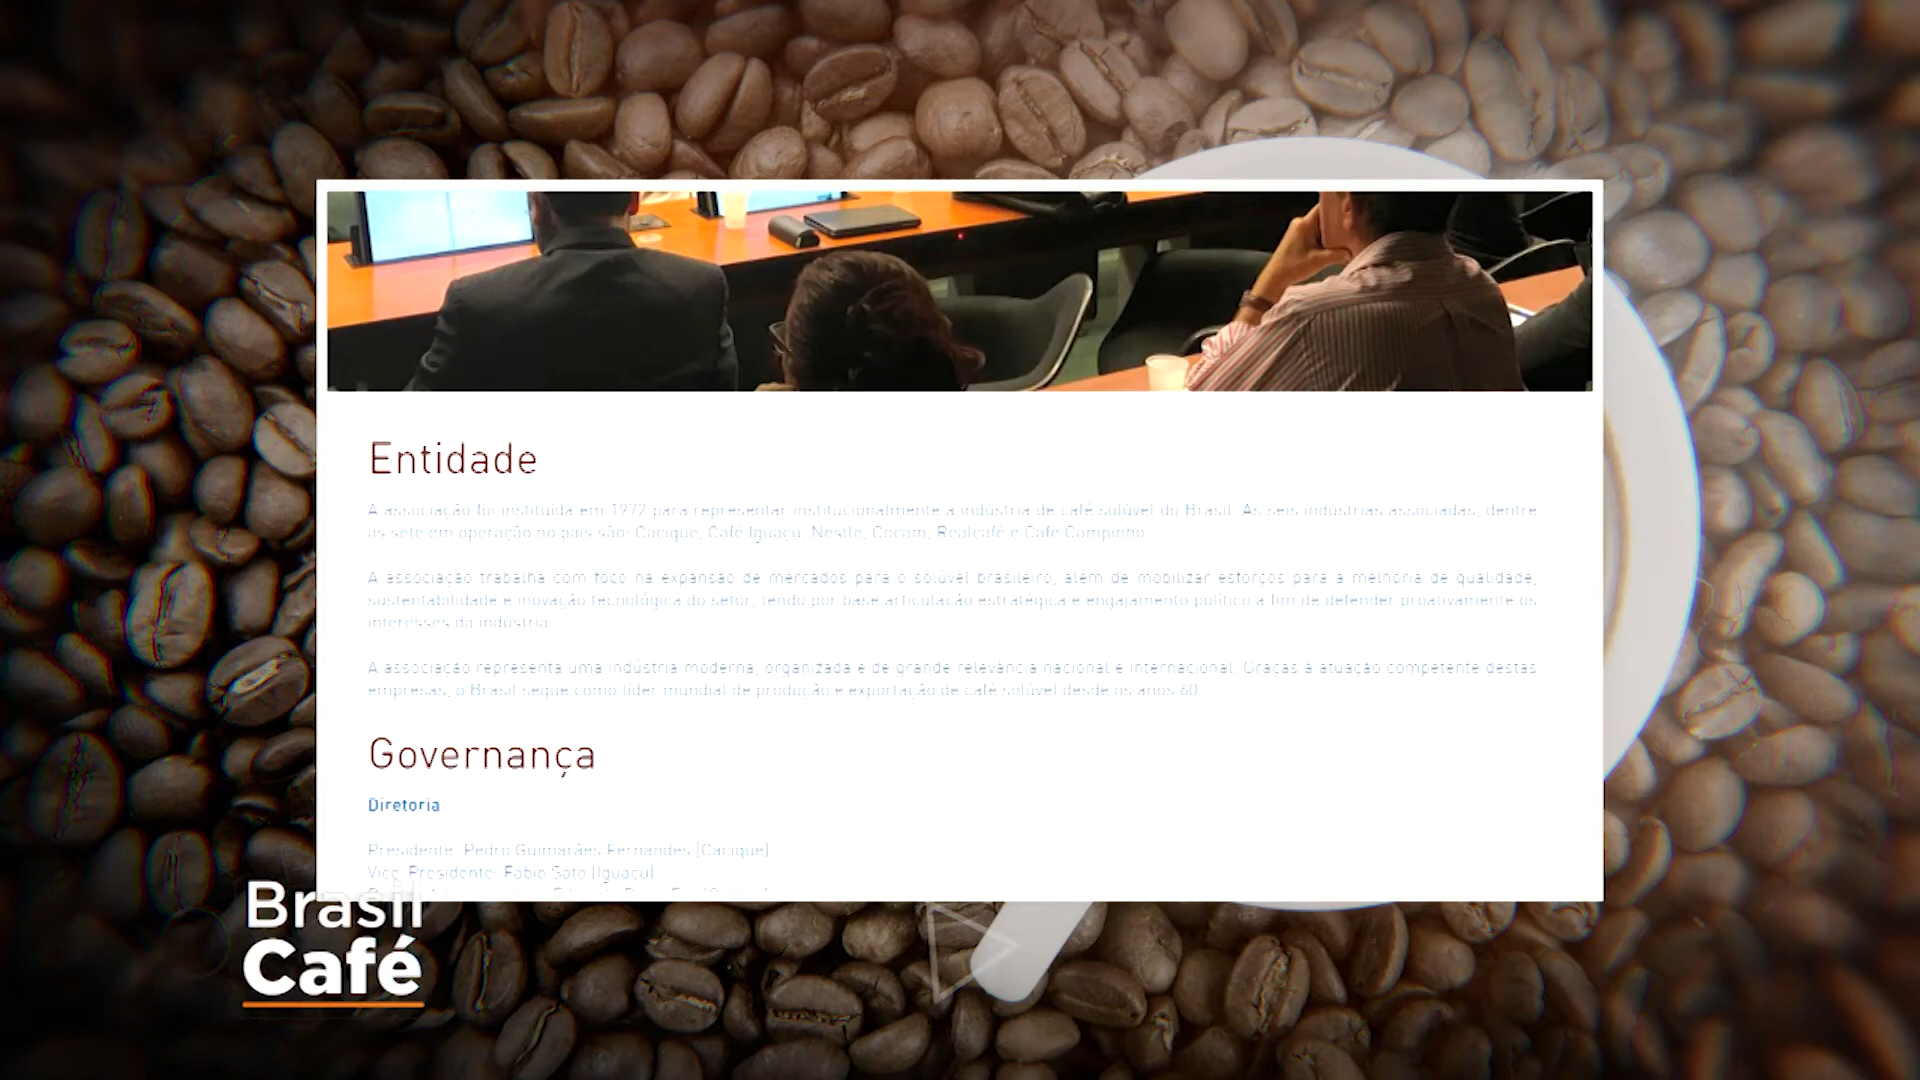 Entidade
A associação foi instituída em 1972 para representar institucionalmente a indústria de café solúvel do Brasil. As seis indústrias associadas, dentre
as sete em operação no país são: Cacique, Café Iguaçu, Nestlé, Cocam, Realcafé e Café Campinho.
A associação trabalha com foco na expansão de mercados para o solúvel brasileiro, além de mobilizar esforços para a melhoria de qualidade,
sustentabilidade e inovação tecnológica do setor, tendo por base articulação estratégica e engajamento político a fim de defender proativamente os
interesses da indústria.
A associação representa uma indústria moderna, organizada e de grande relevância nacional e internacional. Graças à atuação competente destas
empresas, o Brasil segue como líder mundial de produção e exportação de café solúvel desde os anos 60.
Governança
Diretoria
Presidente: Pedro Guimarães Fernandes (Cacique)
Vice-Presidente: Fábio Sato (Iguaçu)
Brasil
Café